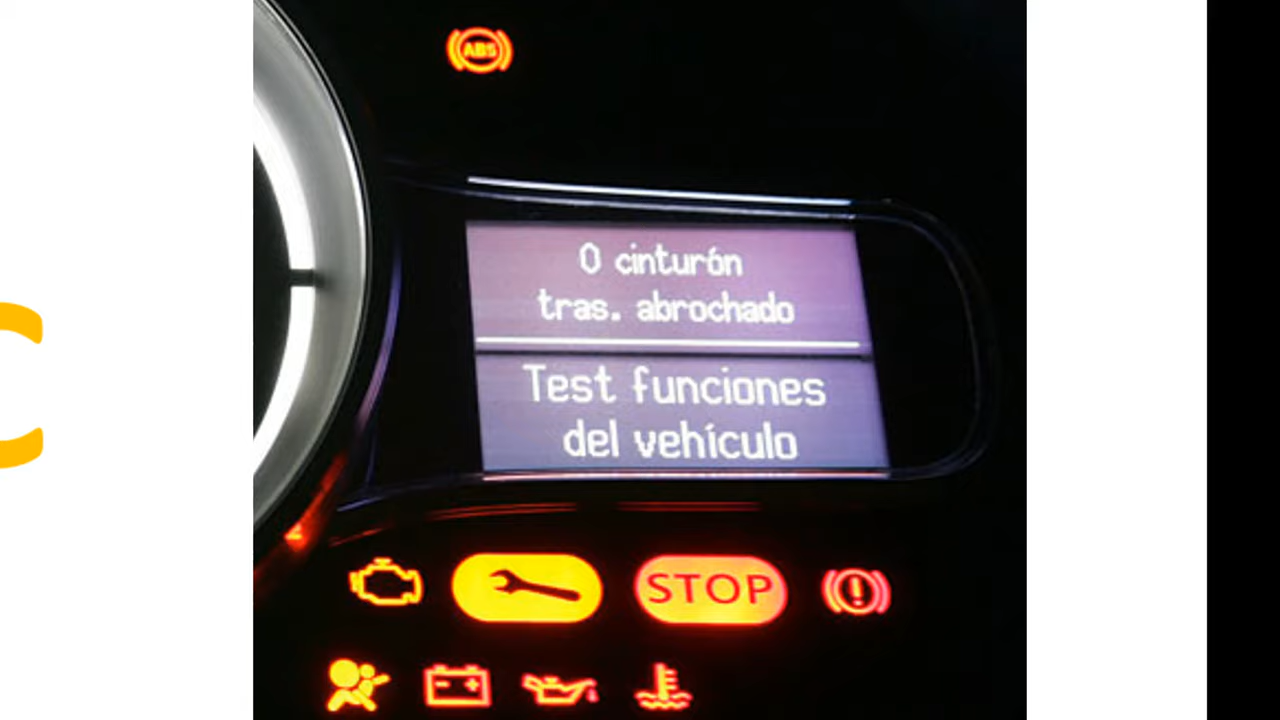 ABS
0 cinturón
tras. abrochado
Test funciones
del vehículo
STOP